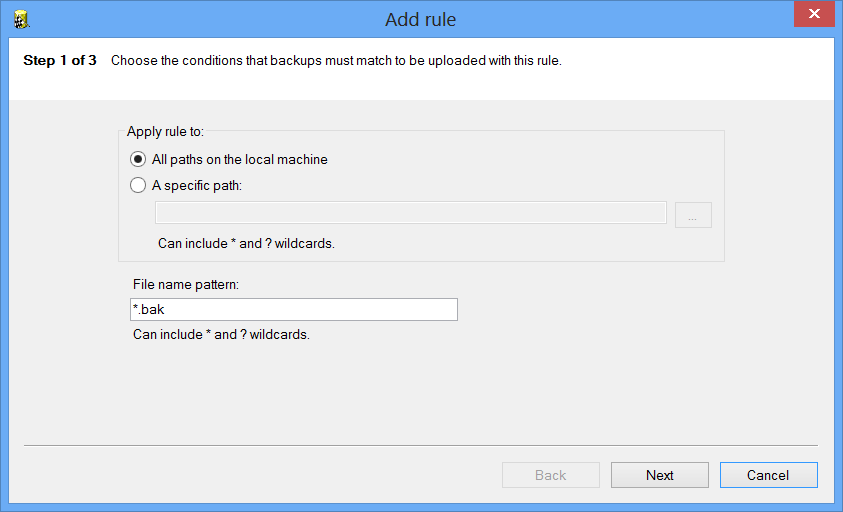 Add rule
Step 1 of 3 Choose the conditions that backups must match to be uploaded with this rule.
Apply rule to:
All paths on the local machine
A specific path:
...
Can include * and ? wildcards.
File name pattern:
*.bak
Can include * and ? wildcards.
Back Next Cancel